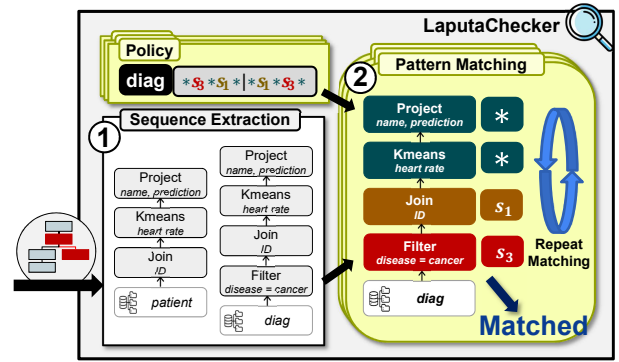 LaputaChecker
Policy
diag
*s3*s1*|*s1*s3*
1
Sequence Extraction
Project
name, prediction
Kmeans
heart rate
Join
ID
patient
Project
name, prediction
Kmeans
heart rate
Join
ID
Filter
disease = cancer
diag
2
Pattern Matching
Project
name, prediction
*
Kmeans
heart rate
*
Join
ID
s1
Filter
disease = cancer
s3
diag
Repeat
Matching
Matched